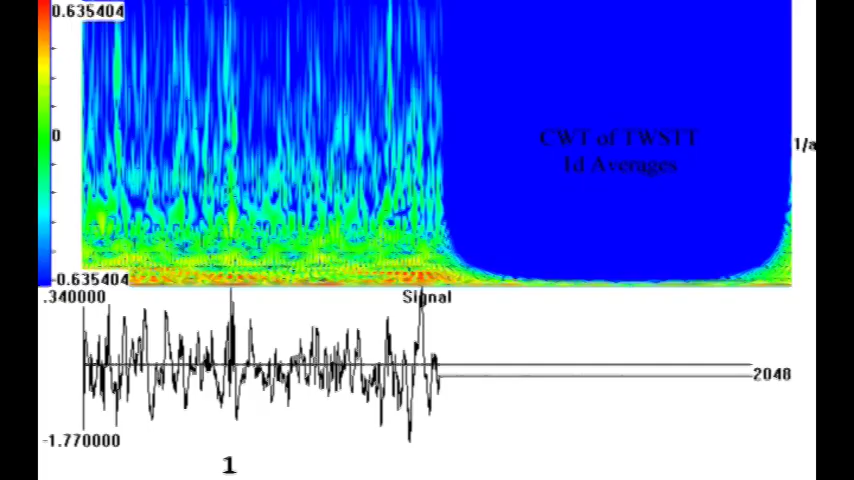 0.635404
0
-0.635404
CWT of TWSTT
1d Averages
1/a
.340000
Signal
2048
-1.770000
1